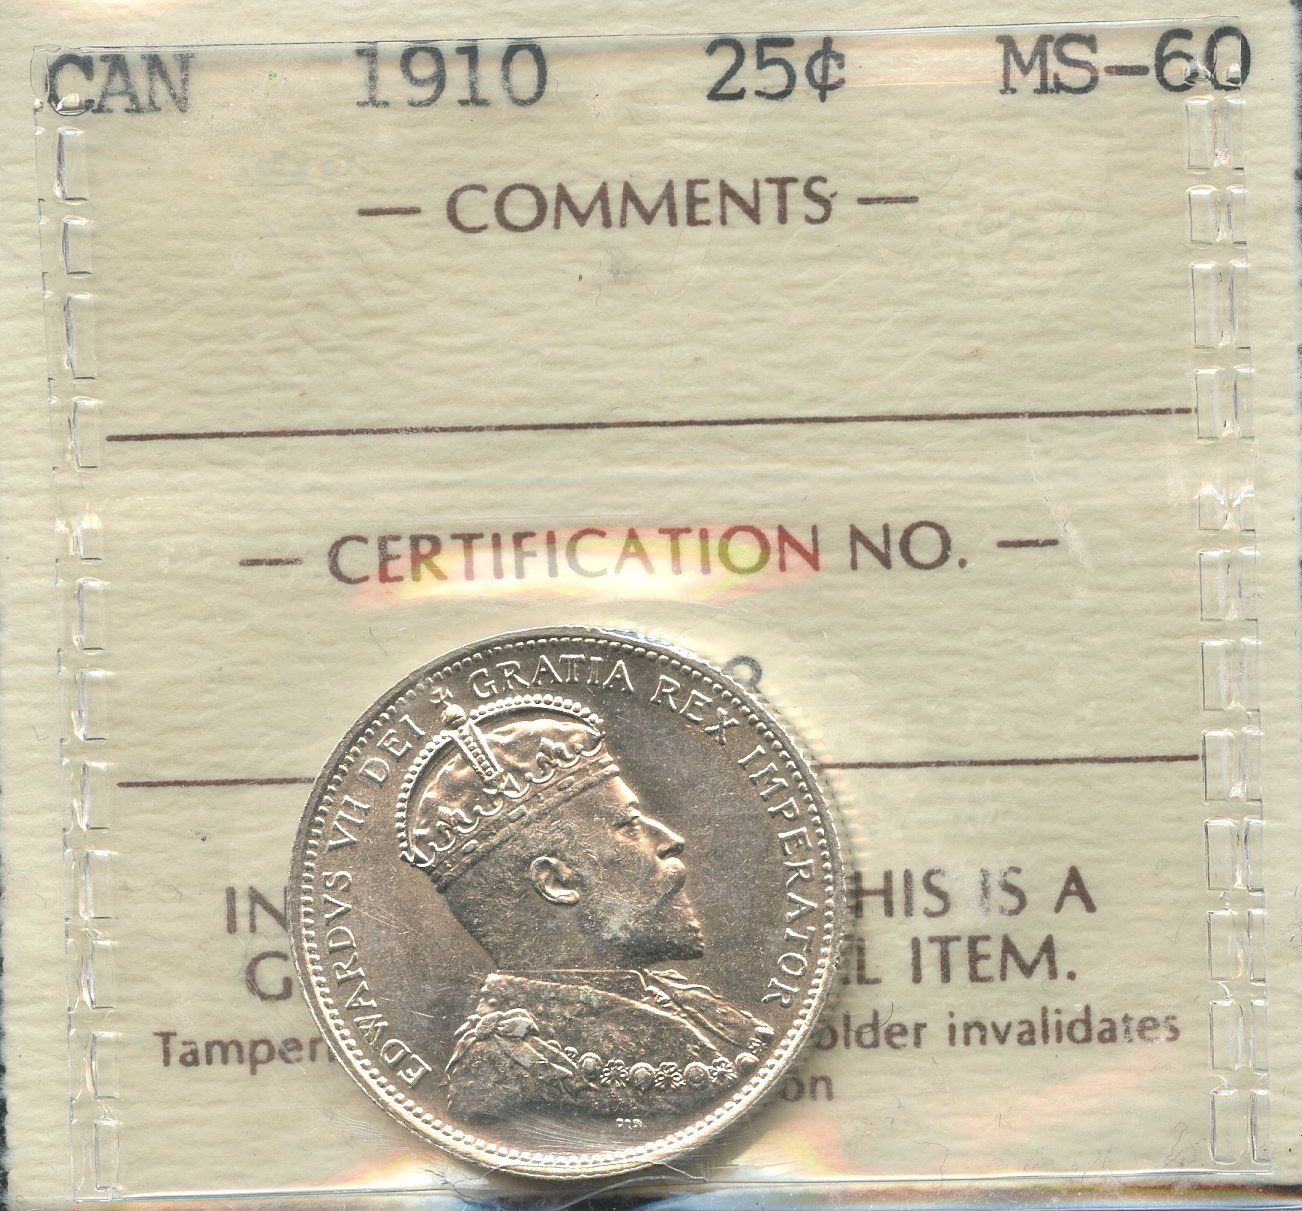 CAN 1910 25¢ MS-60
— COMMENTS —
— CERTIFICATION NO. —
EDWARDVS VII DEI GRATIA REX IMPERATOR
IN HIS IS A
G L ITEM.
Tamper older invalidates
on